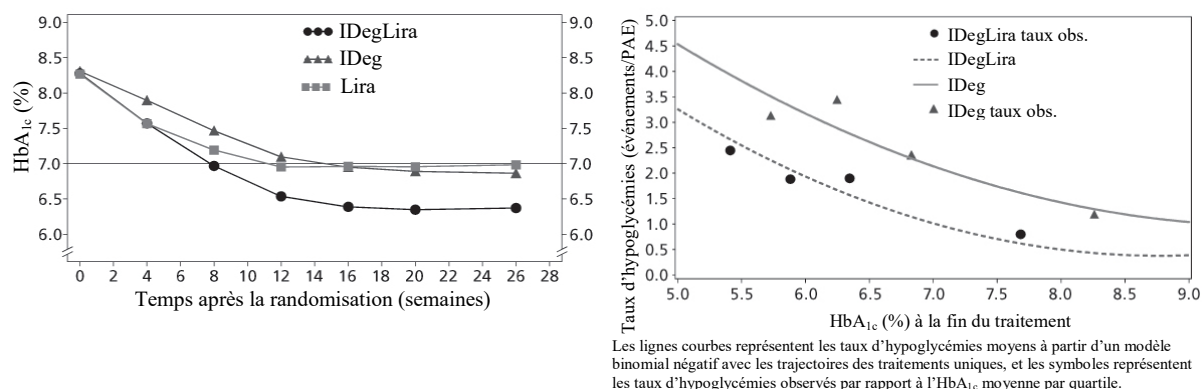 9.0
8.5
8.0
7.5
7.0
6.5
6.0
HbA1c (%)
IDegLira
IDeg
Lira
9.0
8.5
8.0
7.5
7.0
6.5
6.0
0 2 4 6 8 10 12 14 16 18 20 22 24 26 28
Temps après la randomisation (semaines)
Taux d’hypoglycémies (événements/PAE)
5.0
4.5
4.0
3.5
3.0
2.5
2.0
1.5
1.0
0.5
0.0
IDegLira taux obs.
IDegLira
IDeg
IDeg taux obs.
5.0 5.5 6.0 6.5 7.0 7.5 8.0 8.5 9.0
HbA1c (%) à la fin du traitement
Les lignes courbes représentent les taux d’hypoglycémies moyens à partir d’un modèle
binomial négatif avec les trajectoires des traitements uniques, et les symboles représentent
les taux d’hypoglycémies observés par rapport à l’HbA1c moyenne par quartile.